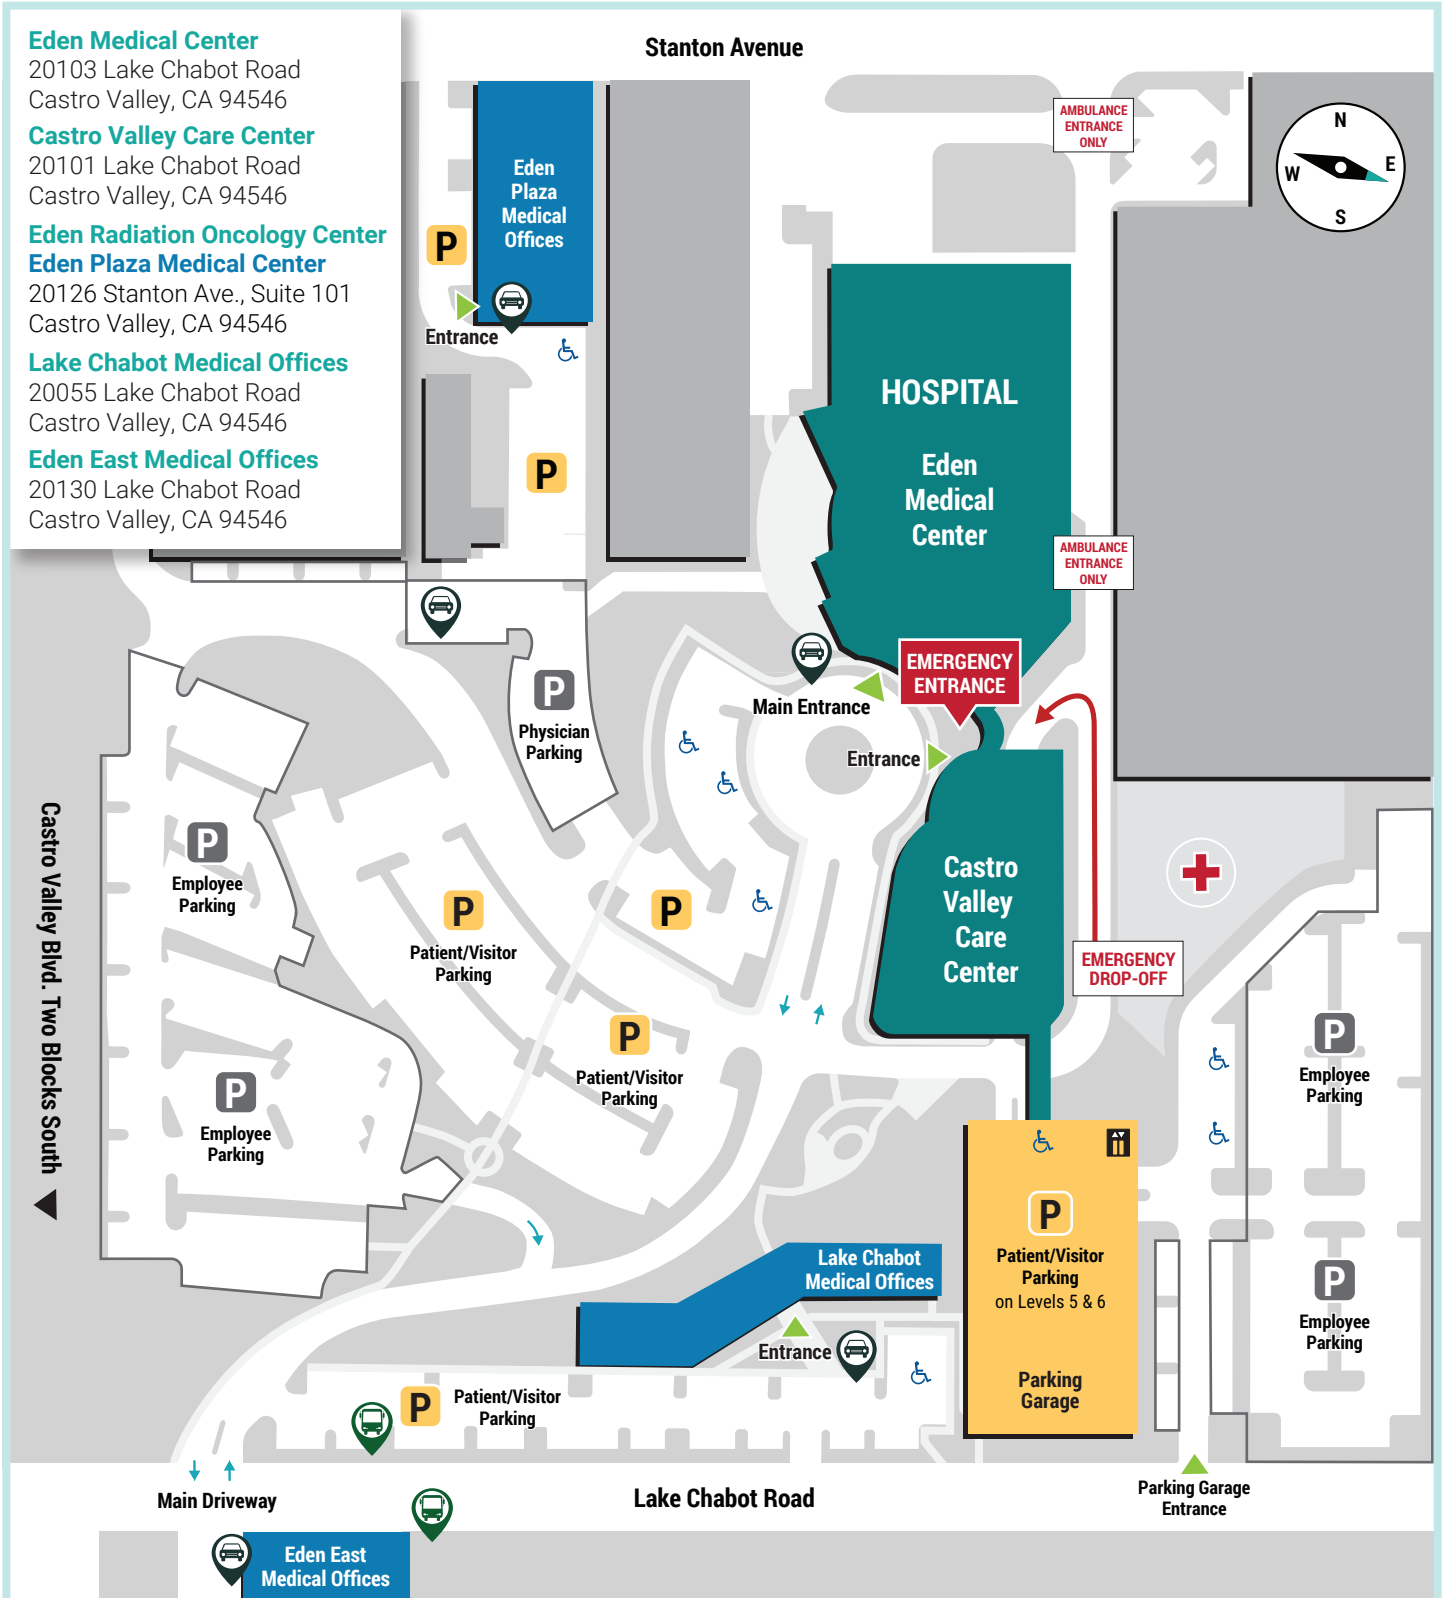 Eden Medical Center
20103 Lake Chabot Road
Castro Valley, CA 94546
Castro Valley Care Center
20101 Lake Chabot Road
Castro Valley, CA 94546
Eden Radiation Oncology Center
Eden Plaza Medical Center
20126 Stanton Ave., Suite 101
Castro Valley, CA 94546
Lake Chabot Medical Offices
20055 Lake Chabot Road
Castro Valley, CA 94546
Eden East Medical Offices
20130 Lake Chabot Road
Castro Valley, CA 94546
Stanton Avenue
AMBULANCE
ENTRANCE
ONLY
N
W
E
S
Eden
Plaza
Medical
Offices
P
Entrance
P
HOSPITAL
Eden
Medical
Center
AMBULANCE
ENTRANCE
ONLY
EMERGENCY
ENTRANCE
Main Entrance
Entrance
P
Physician
Parking
Castro Valley Blvd. Two Blocks South
P
Employee
Parking
P
Patient/Visitor
Parking
P
Castro
Valley
Care
Center
EMERGENCY
DROP-OFF
P
Patient/Visitor
Parking
P
Employee
Parking
P
Employee
Parking
P
Patient/Visitor
Parking
on Levels 5 & 6
Parking
Garage
P
Employee
Parking
Lake Chabot
Medical Offices
Entrance
P
Patient/Visitor
Parking
Main Driveway
Lake Chabot Road
Parking Garage
Entrance
Eden East
Medical Offices